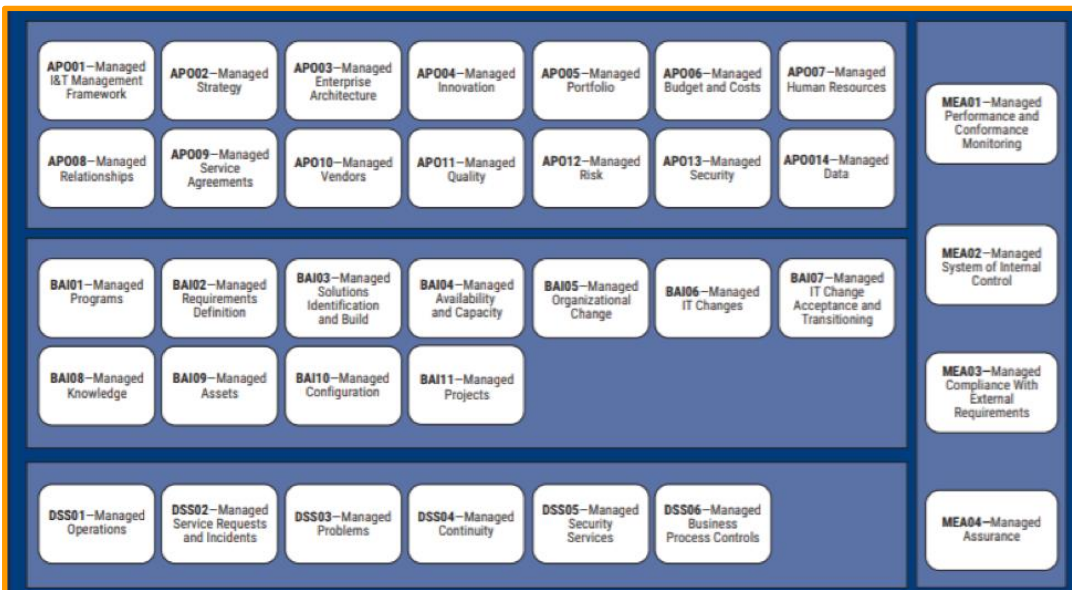 APO01—Managed
I&T Management
Framework
APO02—Managed
Strategy
APO03—Managed
Enterprise
Architecture
APO04—Managed
Innovation
APO05—Managed
Portfolio
APO06—Managed
Budget and Costs
APO07—Managed
Human Resources
APO08—Managed
Relationships
APO09—Managed
Service
Agreements
APO10—Managed
Vendors
APO11—Managed
Quality
APO12—Managed
Risk
APO13—Managed
Security
APO014—Managed
Data
BAI01—Managed
Programs
BAI02—Managed
Requirements
Definition
BAI03—Managed
Solutions
Identification
and Build
BAI04—Managed
Availability
and Capacity
BAI05—Managed
Organizational
Change
BAI06—Managed
IT Changes
BAI07—Managed
IT Change
Acceptance and
Transitioning
BAI08—Managed
Knowledge
BAI09—Managed
Assets
BAI10—Managed
Configuration
BAI11—Managed
Projects
DSS01—Managed
Operations
DSS02—Managed
Service Requests
and Incidents
DSS03—Managed
Problems
DSS04—Managed
Continuity
DSS05—Managed
Security
Services
DSS06—Managed
Business
Process Controls
MEA01—Managed
Performance and
Conformance
Monitoring
MEA02—Managed
System of Internal
Control
MEA03—Managed
Compliance With
External
Requirements
MEA04—Managed
Assurance